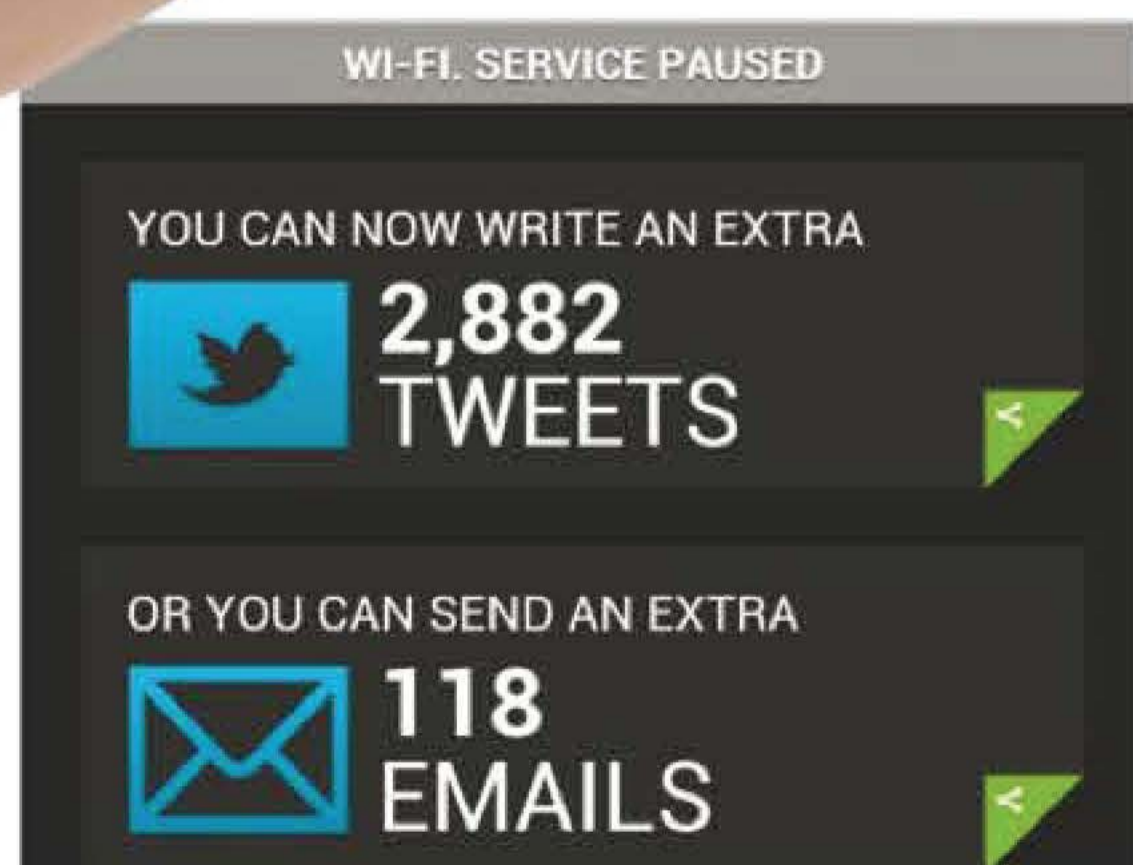 WI-FI. SERVICE PAUSED
YOU CAN NOW WRITE AN EXTRA
2,882
TWEETS
OR YOU CAN SEND AN EXTRA
118
EMAILS